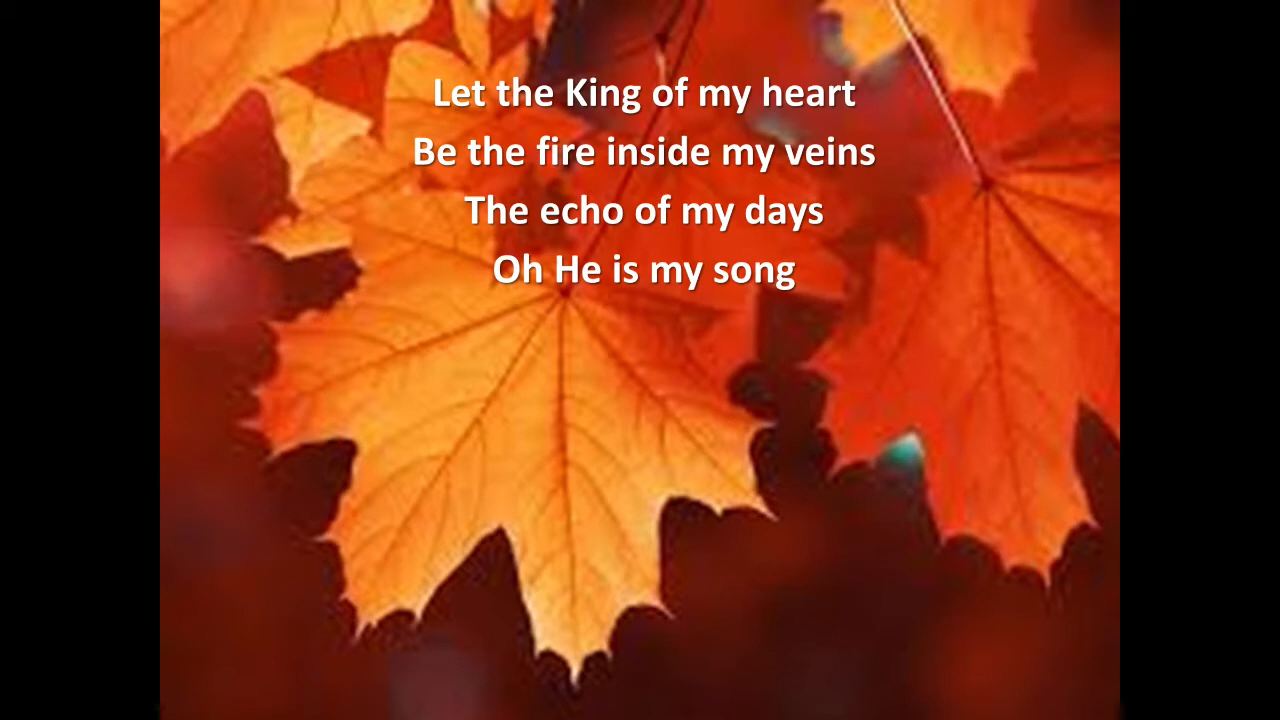 Let the King of my heart
Be the fire inside my veins
The echo of my days
Oh He is my song